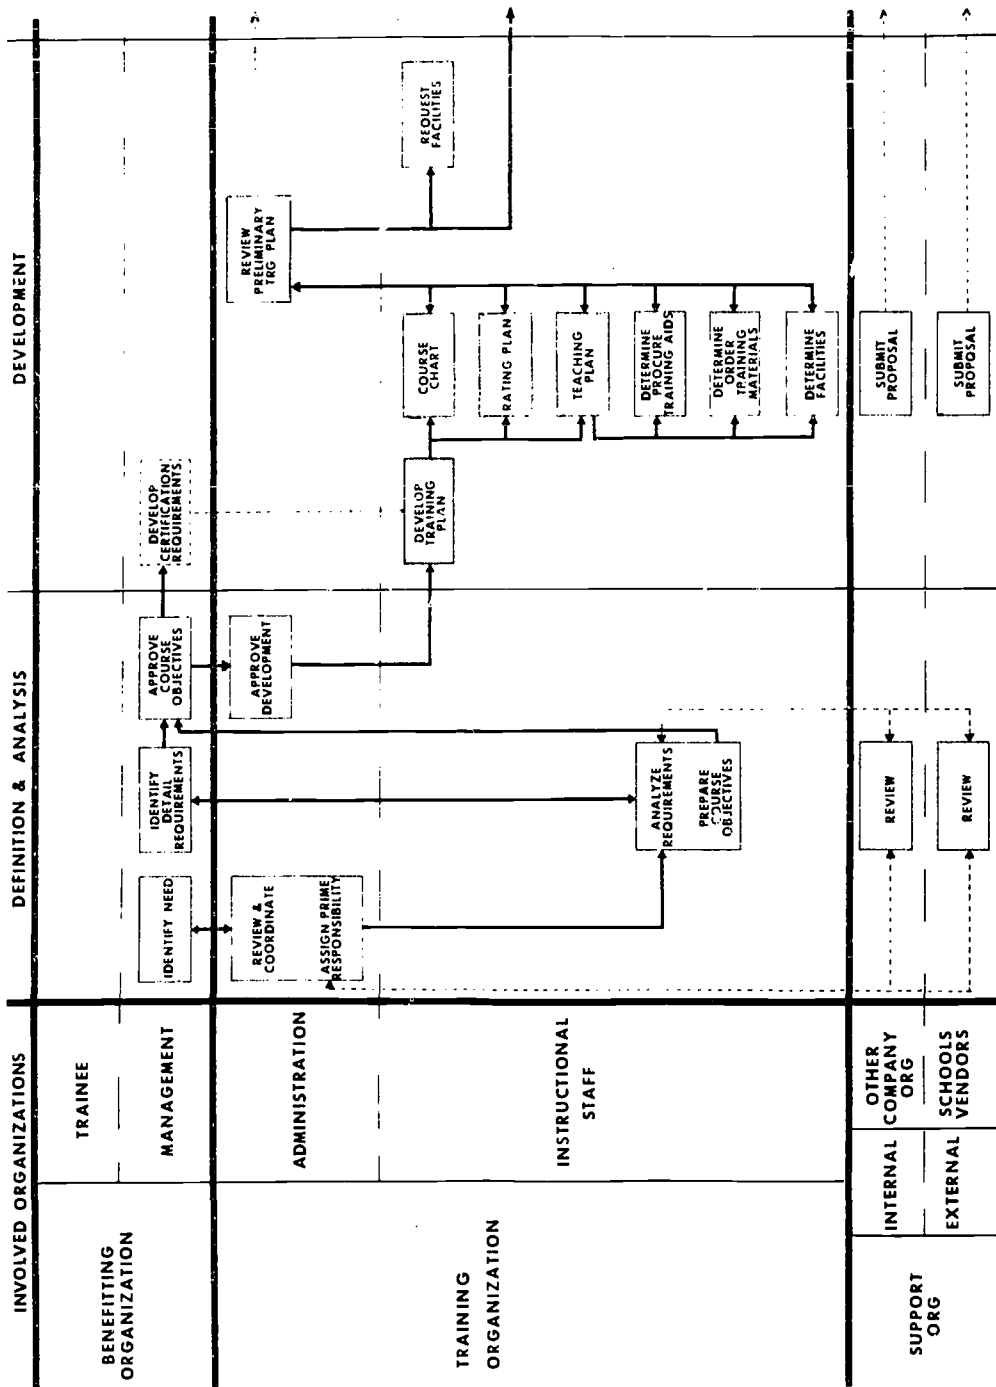 INVOLVED ORGANIZATIONS
DEFINITION & ANALYSIS
DEVELOPMENT
BENEFITTING
ORGANIZATION
TRAINEE
MANAGEMENT
IDENTIFY NEED
IDENTIFY
DETAIL
REQUIREMENTS
APPROVE
COURSE
OBJECTIVES
DEVELOP
CERTIFICATION
REQUIREMENTS
TRAINING
ORGANIZATION
ADMINISTRATION
REVIEW &
COORDINATE
ASSIGN PRIME
RESPONSIBILITY
APPROVE
DEVELOPMENT
REVIEW
PRELIMINARY
TRG PLAN
INSTRUCTIONAL
STAFF
ANALYZE
REQUIREMENTS
PREPARE
COURSE
OBJECTIVES
DEVELOP
TRAINING
PLAN
COURSE
CHART
RATING PLAN
TEACHING
PLAN
DETERMINE
PROCURE
TRAINING AIDS
DETERMINE
ORDER
TRAINING
MATERIALS
DETERMINE
FACILITIES
REQUEST
FACILITIES
SUPPORT
ORG
INTERNAL
OTHER
COMPANY
ORG
REVIEW
SUBMIT
PROPOSAL
EXTERNAL
SCHOOLS
VENDORS
REVIEW
SUBMIT
PROPOSAL